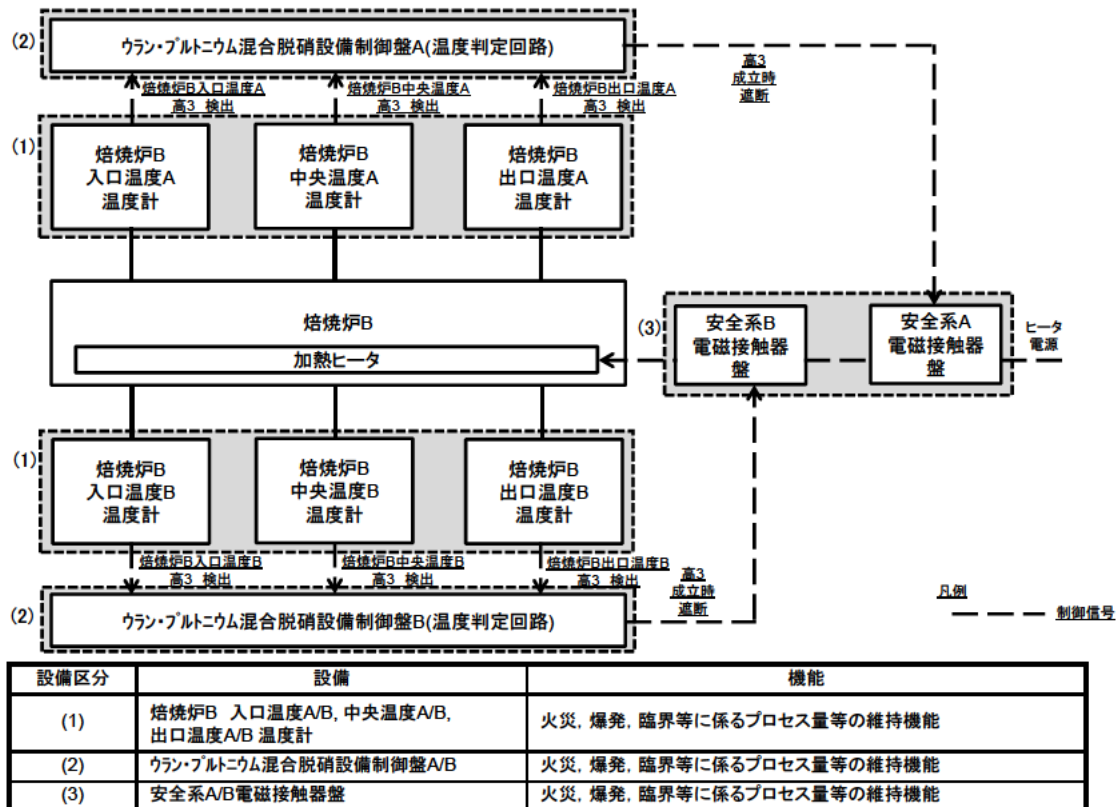 (2)
ウラン・プルトニウム混合脱硝設備制御盤A(温度判定回路)
高3
成立時
遮断
焙焼炉B入口温度A
高3 検出
焙焼炉B中央温度A
高3 検出
焙焼炉B出口温度A
高3 検出
(1)
焙焼炉B
入口温度A
温度計
焙焼炉B
中央温度A
温度計
焙焼炉B
出口温度A
温度計
焙焼炉B
加熱ヒータ
(3)
安全系B
電磁接触器
盤
安全系A
電磁接触器
盤
ヒータ
電源
(1)
焙焼炉B
入口温度B
温度計
焙焼炉B
中央温度B
温度計
焙焼炉B
出口温度B
温度計
焙焼炉B入口温度B
高3 検出
焙焼炉B中央温度B
高3 検出
焙焼炉B出口温度B
高3 検出
高3
成立時
遮断
(2)
ウラン・プルトニウム混合脱硝設備制御盤B(温度判定回路)
凡例
制御信号
設備区分 設備 機能
(1) 焙焼炉B 入口温度A/B, 中央温度A/B,
出口温度A/B 温度計 火災, 爆発, 臨界等に係るプロセス量等の維持機能
(2) ウラン・プルトニウム混合脱硝設備制御盤A/B 火災, 爆発, 臨界等に係るプロセス量等の維持機能
(3) 安全系A/B電磁接触器盤 火災, 爆発, 臨界等に係るプロセス量等の維持機能